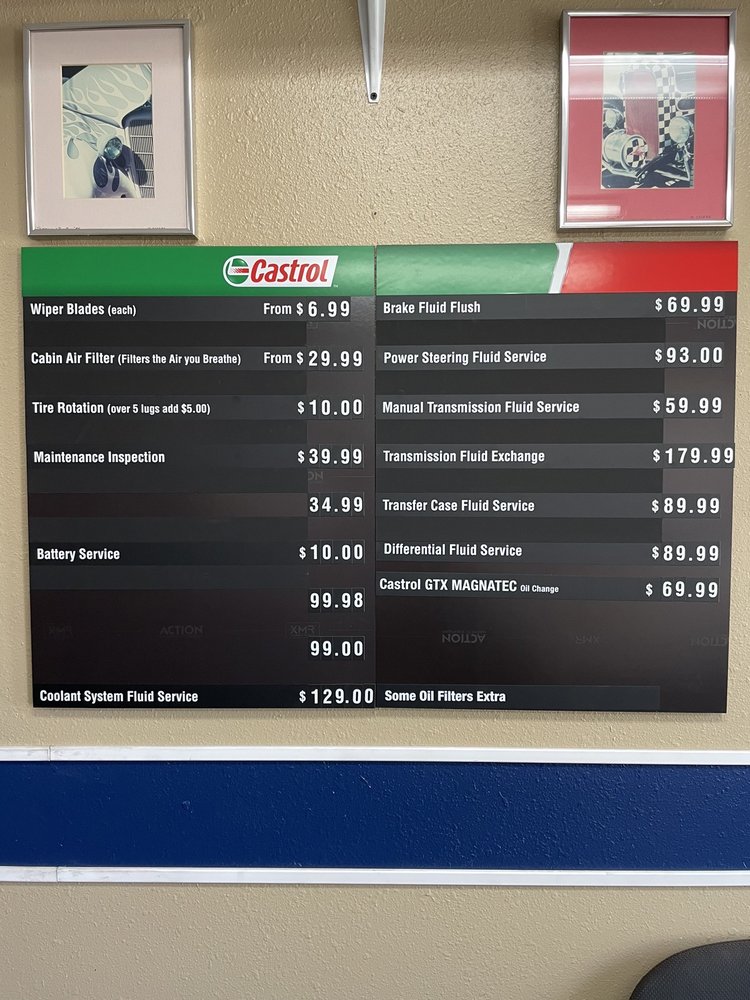 Castrol
Wiper Blades (each) From $ 6.99
Cabin Air Filter (Filters the Air you Breathe) From $ 29.99
Tire Rotation (over 5 lugs add $5.00) $ 10.00
Maintenance Inspection $ 39.99
34.99
Battery Service $ 10.00
99.98
ACTION
99.00
Coolant System Fluid Service $ 129.00
Brake Fluid Flush $ 69.99
ACTION
Power Steering Fluid Service $ 93.00
Manual Transmission Fluid Service $ 59.99
Transmission Fluid Exchange $ 179.99
Transfer Case Fluid Service $ 89.99
Differential Fluid Service $ 89.99
Castrol GTX MAGNATEC Oil Change $ 69.99
ACTION
Some Oil Filters Extra